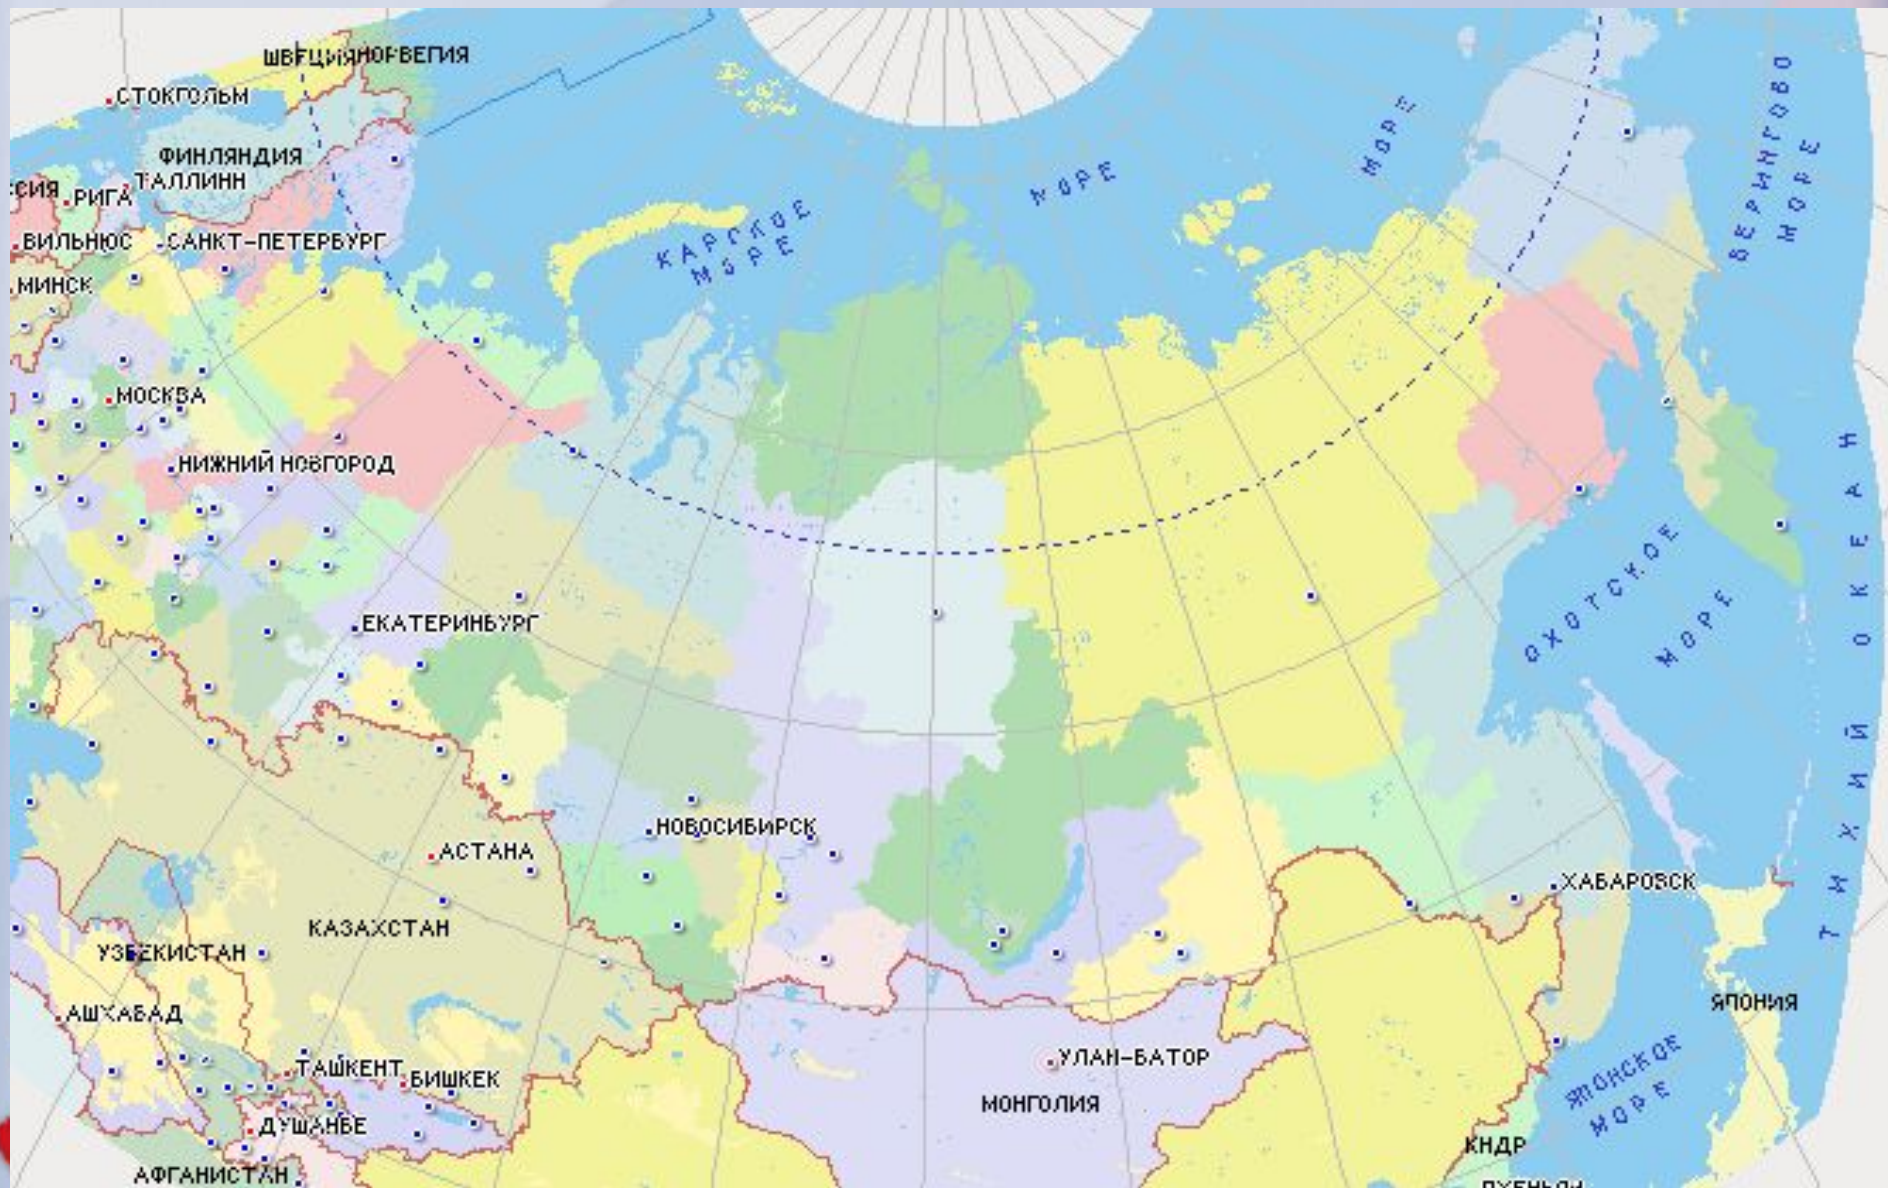 ШВЕЦИЯ
НОРВЕГИЯ
СТОКГОЛЬМ
ФИНЛЯНДИЯ
ТАЛЛИНН
РИГА
ВИЛЬНЮС
САНКТ-ПЕТЕРБУРГ
МИНСК
КАРСКОЕ
МОРЕ
МОРЕ
МОРЕ
БЕРИНГОВО
МОРЕ
МОСКВА
НИЖНИЙ НОВГОРОД
ЕКАТЕРИНБУРГ
ОХОТСКОЕ
МОРЕ
ТИХИЙ ОКЕАН
НОВОСИБИРСК
АСТАНА
ХАБАРОВСК
КАЗАХСТАН
УЗБЕКИСТАН
АШХАБАД
ЯПОНИЯ
ТАШКЕНТ
БИШКЕК
УЛАН-БАТОР
МОНГОЛИЯ
ЯПОНСКОЕ
МОРЕ
ДУШАНБЕ
КНДР
АФГАНИСТАН